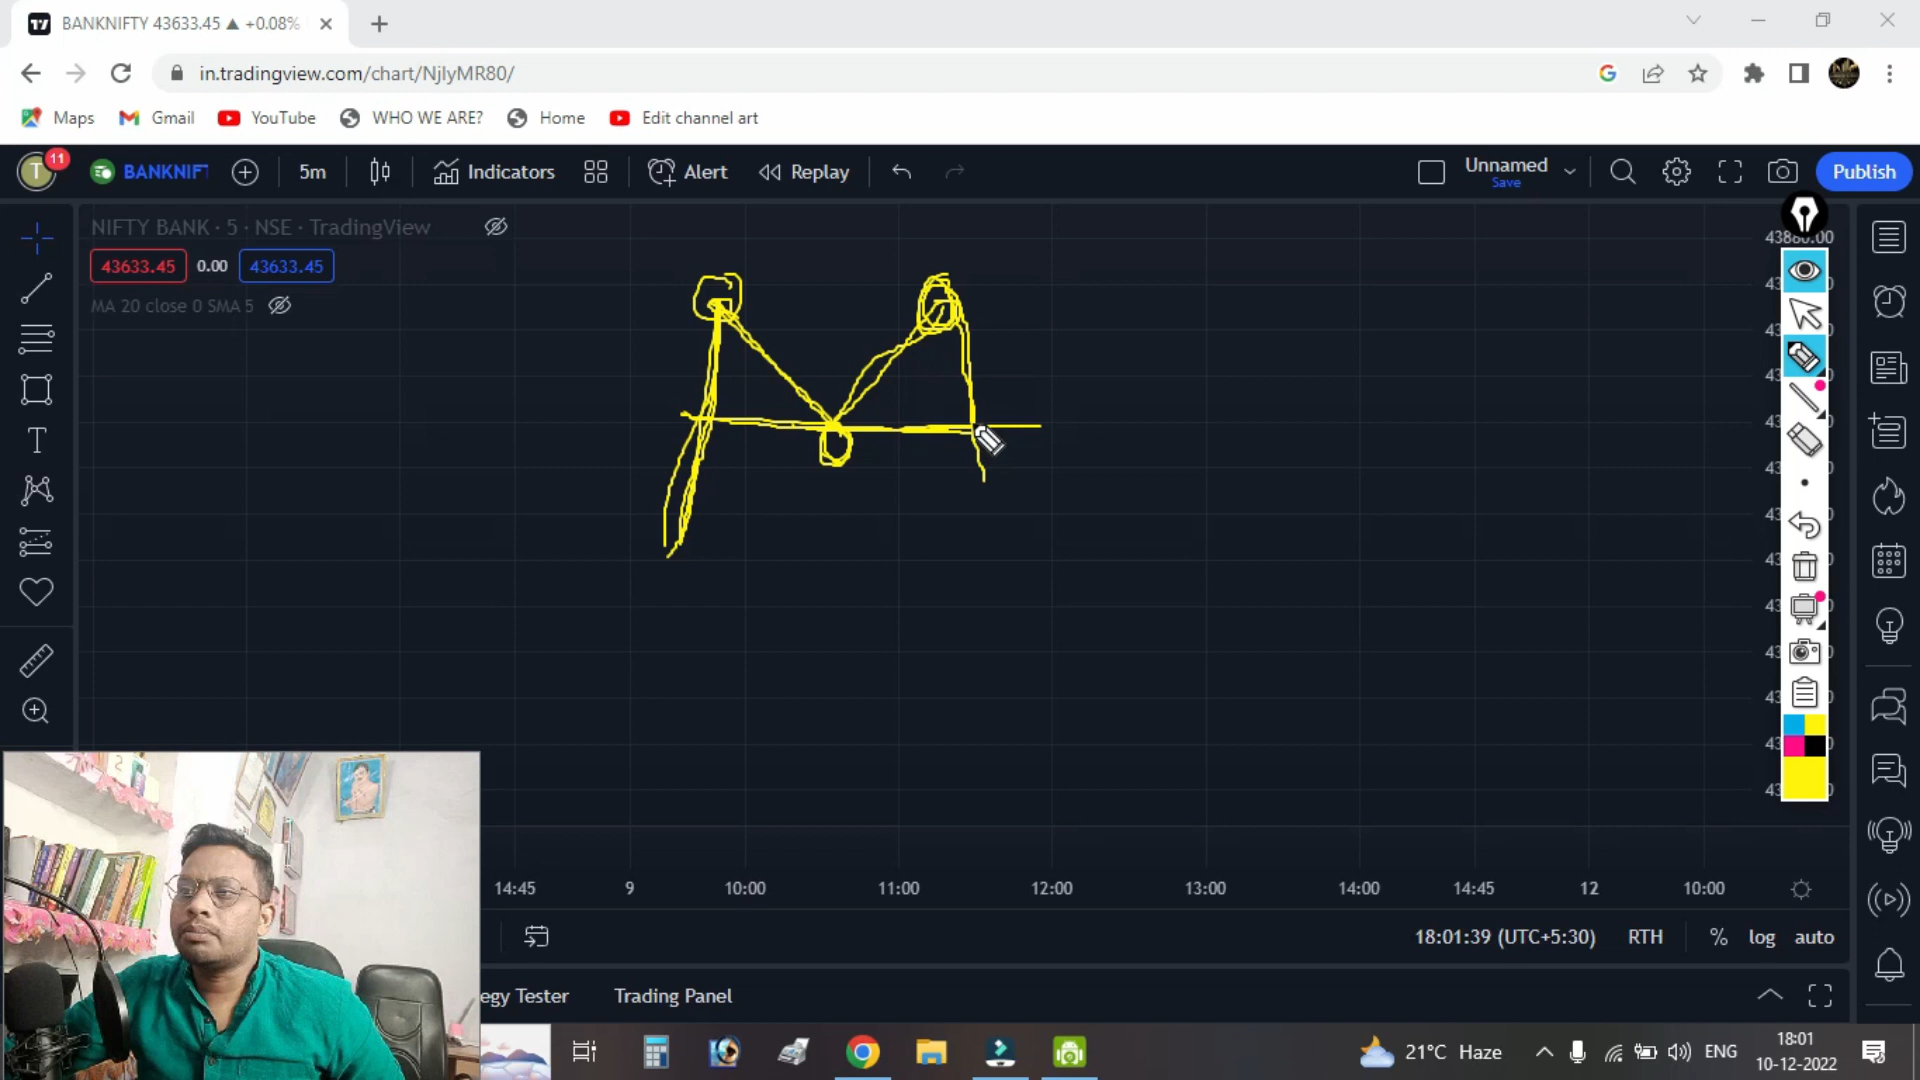 BANKNIFTY 43633.45 ▲ +0.08%
in.tradingview.com/chart/NjlyMR80/
Maps Gmail YouTube WHO WE ARE? Home Edit channel art
T 11 BANKNIFT 5m Indicators Alert Replay Unnamed Save Publish
NIFTY BANK · 5 · NSE · TradingView
43633.45 0.00 43633.45
MA 20 close 0 SMA 5
14:45 9 10:00 11:00 12:00 13:00 14:00 14:45 12 10:00
18:01:39 (UTC+5:30) RTH % log auto
egy Tester Trading Panel
21°C Haze ENG 18:01
10-12-2022